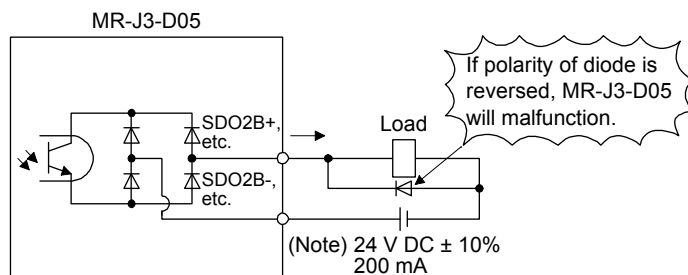 MR-J3-D05
If polarity of diode is
reversed, MR-J3-D05
will malfunction.
SDO2B+,
etc.
Load
SDO2B-,
etc.
(Note) 24 V DC ± 10%
200 mA